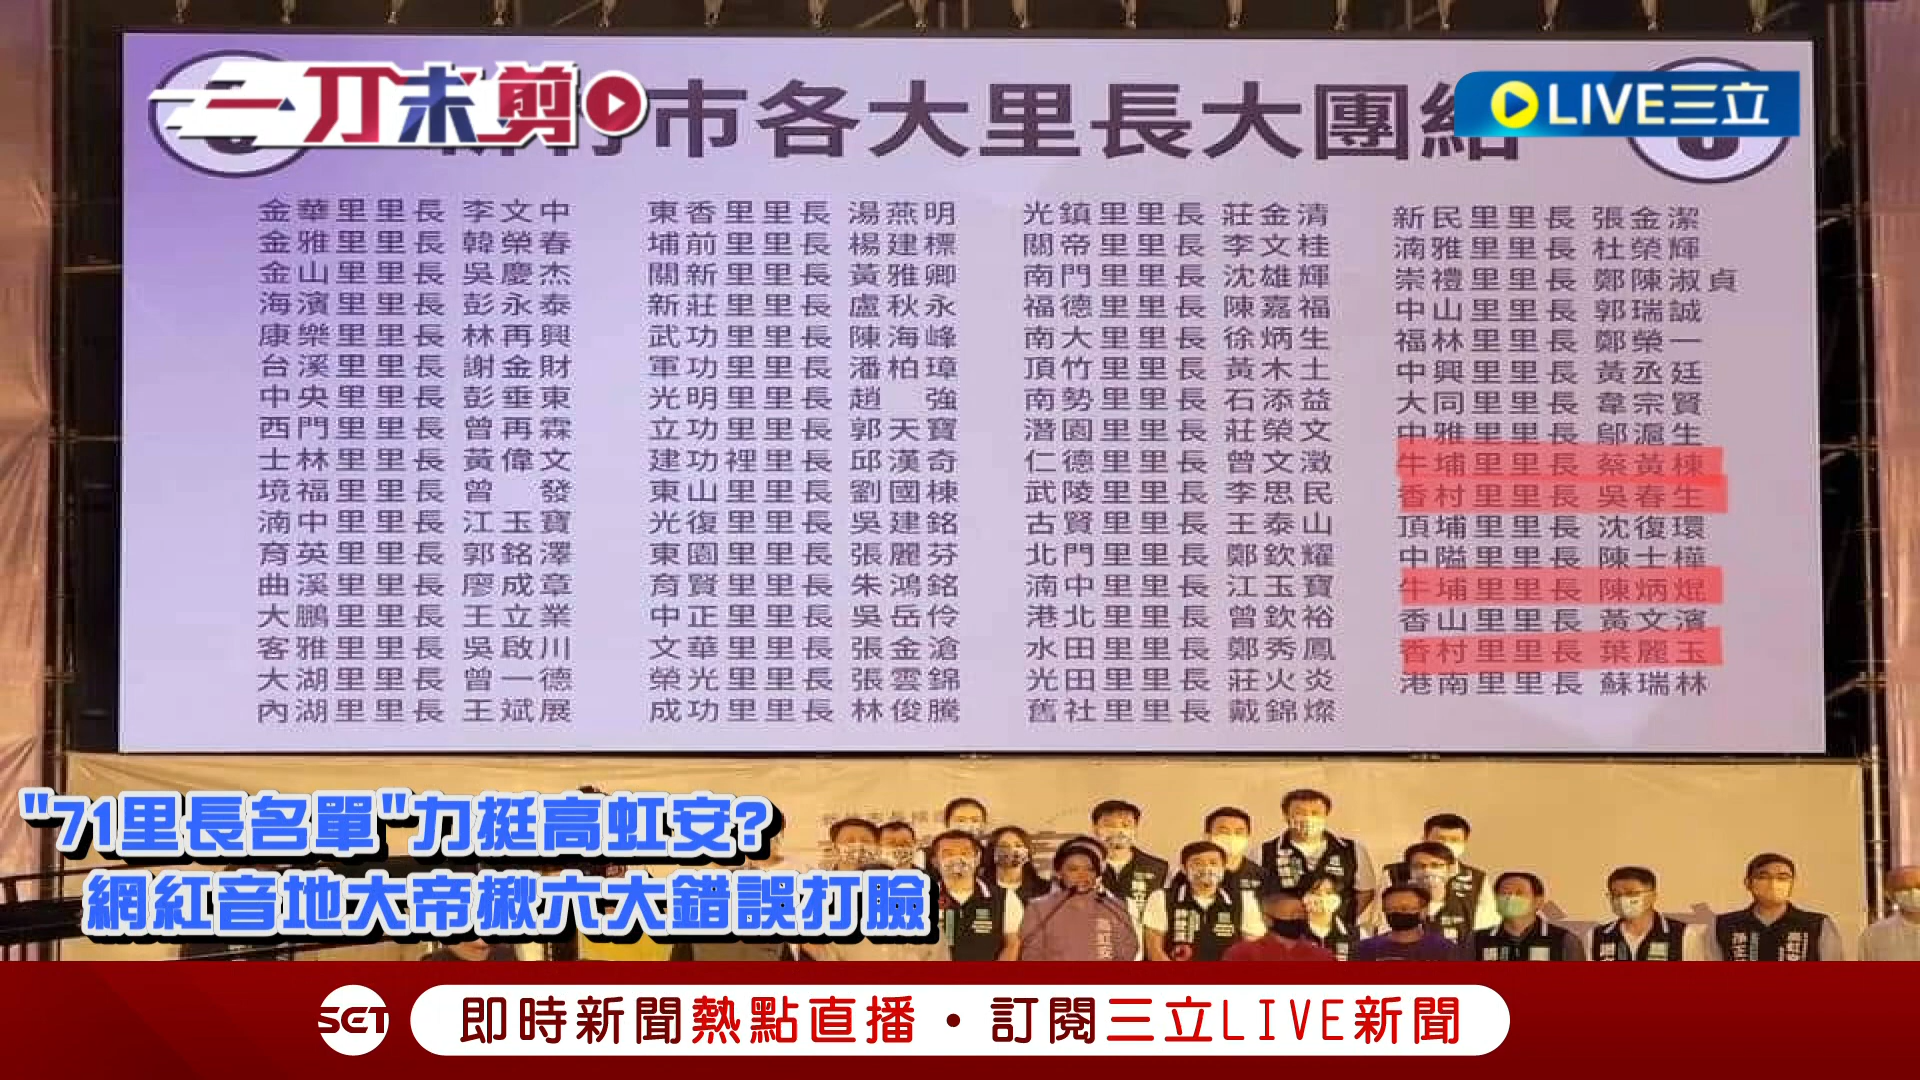 一刀未剪
LIVE三立
新竹市各大里長大團結
金華里里長 李文中
金雅里里長 韓榮春
金山里里長 吳慶杰
海濱里里長 彭永泰
康樂里里長 林再興
台溪里里長 謝金財
中央里里長 彭垂東
西門里里長 曾再霖
士林里里長 黃偉文
境福里里長 曾 發
湳中里里長 江玉寶
育英里里長 郭銘澤
曲溪里里長 廖成章
大鵬里里長 王立業
客雅里里長 吳啟川
大湖里里長 曾一德
內湖里里長 王斌展
東香里里長 湯燕明
埔前里里長 楊建標
關新里里長 黃雅卿
新莊里里長 盧秋永
武功里里長 陳海峰
軍功里里長 潘柏璋
光明里里長 趙 強
立功里里長 郭天寶
建功裡里長 邱漢奇
東山里里長 劉國棟
光復里里長 吳建銘
東園里里長 張麗芬
育賢里里長 朱鴻銘
中正里里長 吳岳伶
文華里里長 張金滄
榮光里里長 張雲錦
成功里里長 林俊騰
光鎮里里長 莊金清
關帝里里長 李文桂
南門里里長 沈雄輝
福德里里長 陳嘉福
南大里里長 徐炳生
頂竹里里長 黃木土
南勢里里長 石添益
潛園里里長 莊榮文
仁德里里長 曾文澂
武陵里里長 李思民
古賢里里長 王泰山
北門里里長 鄭欽耀
湳中里里長 江玉寶
港北里里長 曾欽裕
水田里里長 鄭秀鳳
光田里里長 莊火炎
舊社里里長 戴錦燦
新民里里長 張金潔
湳雅里里長 杜榮輝
崇禮里里長 鄭陳淑貞
中山里里長 郭瑞誠
福林里里長 鄭榮一
中興里里長 黃丞廷
大同里里長 韋宗賢
中雅里里長 鄔滬生
牛埔里里長 蔡黃棟
香村里里長 吳春生
頂埔里里長 沈復環
中隘里里長 陳士樺
牛埔里里長 陳炳焜
香山里里長 黃文濱
香村里里長 葉麗玉
港南里里長 蘇瑞林
"71里長名單"力挺高虹安?
網紅音地大帝揪六大錯誤打臉
高虹安
SET 即時新聞熱點直播·訂閱三立LIVE新聞